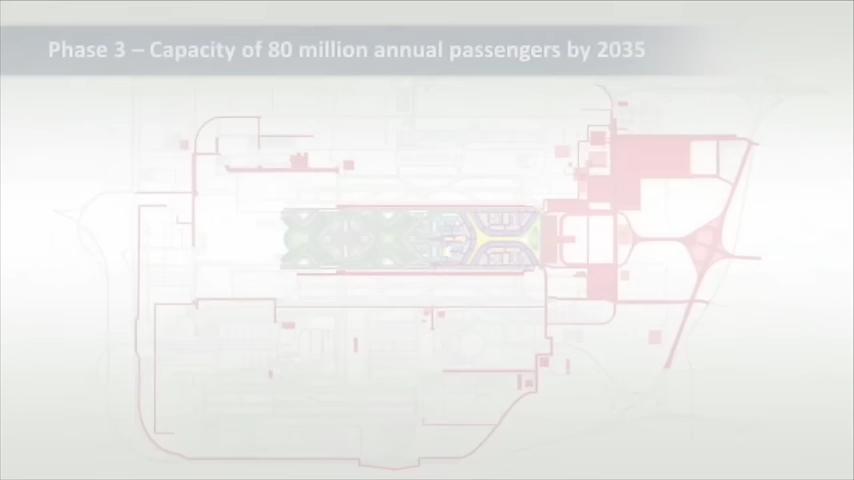 Phase 3 – Capacity of 80 million annual passengers by 2035